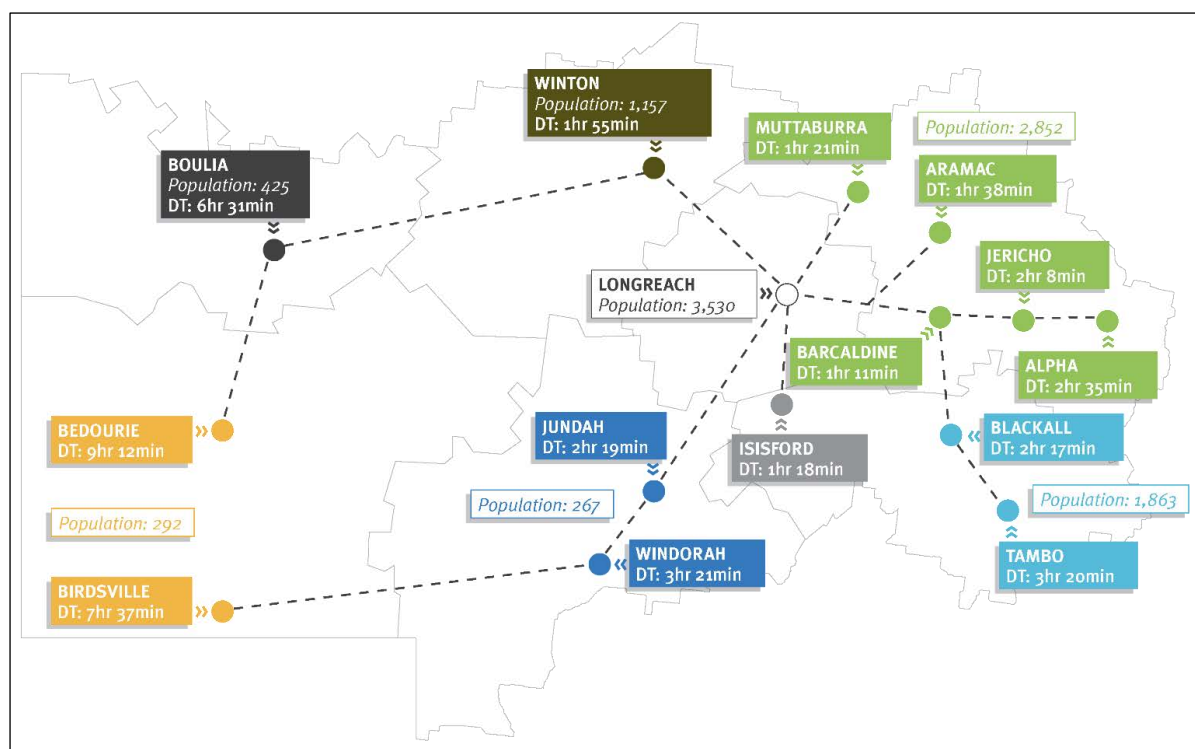 WINTON
Population: 1,157
DT: 1hr 55min
MUTTABURRA
DT: 1hr 21min
Population: 2,852
ARAMAC
DT: 1hr 38min
BOULIA
Population: 425
DT: 6hr 31min
JERICHO
DT: 2hr 8min
LONGREACH
Population: 3,530
BARCALDINE
DT: 1hr 11min
ALPHA
DT: 2hr 35min
BEDOURIE
DT: 9hr 12min
JUNDAH
DT: 2hr 19min
ISISFORD
DT: 1hr 18min
BLACKALL
DT: 2hr 17min
Population: 292
Population: 267
Population: 1,863
BIRDSVILLE
DT: 7hr 37min
WINDORAH
DT: 3hr 21min
TAMBO
DT: 3hr 20min